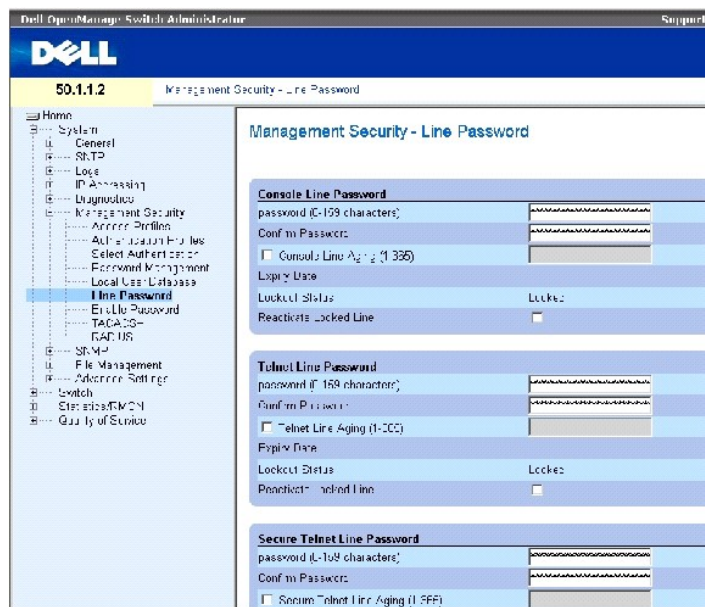 Dell OpenManage Switch Administrator
Support
DELL
50.1.1.2
Management Security - Line Password
Home
System
General
SNTP
Logs
IP Addressing
Diagnostics
Management Security
Access Profiles
Authentication Profiles
Select Authentication
Password Management
Local User Database
Line Password
Enable Password
TACACS+
RADIUS
SNMP
File Management
Advanced Settings
Switch
Statistics/RMON
Quality of Service
Management Security - Line Password
Console Line Password
password (0-159 characters)
Confirm Password
Console Line Aging (1-365)
Expiry Date
Lockout Status Locked
Reactivate Locked Line
Telnet Line Password
password (0-159 characters)
Confirm Password
Telnet Line Aging (1-365)
Expiry Date
Lockout Status Locked
Reactivate Locked Line
Secure Telnet Line Password
password (0-159 characters)
Confirm Password
Secure Telnet Line Aging (1-365)